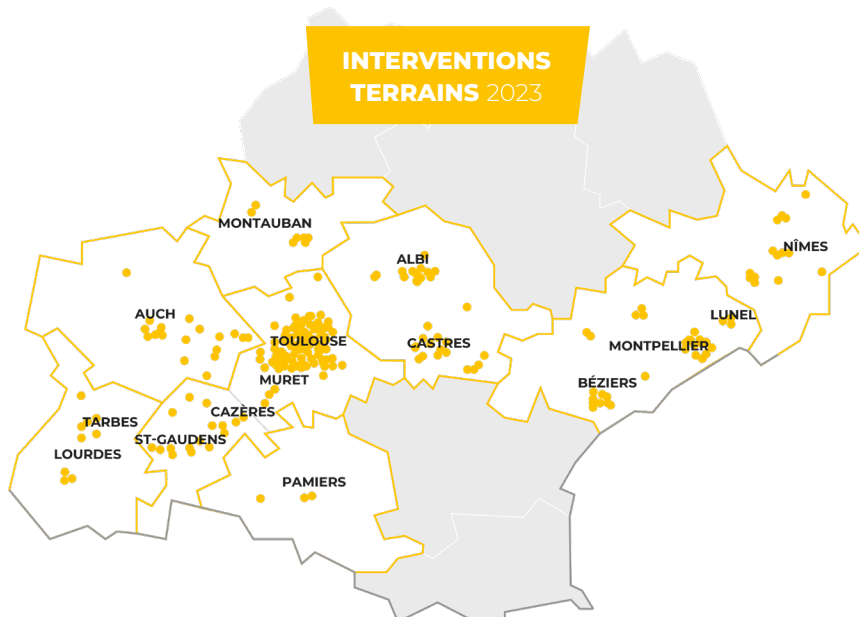 INTERVENTIONS
TERRAINS 2023
MONTAUBAN
ALBI
NÎMES
AUCH
LUNEL
TOULOUSE
CASTRES
MONTPELLIER
MURET
BÉZIERS
CAZÈRES
TARBES
ST-GAUDENS
LOURDES
PAMIERS